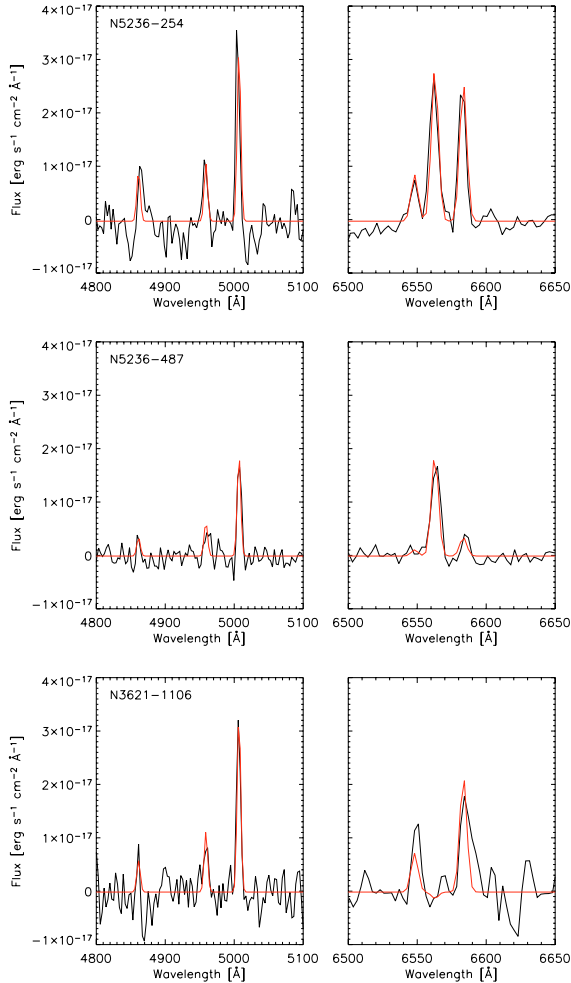 N5236−254
Flux [erg s⁻¹ cm⁻² Å⁻¹]
4×10⁻¹⁷
3×10⁻¹⁷
2×10⁻¹⁷
1×10⁻¹⁷
0
−1×10⁻¹⁷
4800 4900 5000 5100
Wavelength [Å]
6500 6550 6600 6650
Wavelength [Å]
N5236−487
Flux [erg s⁻¹ cm⁻² Å⁻¹]
4×10⁻¹⁷
3×10⁻¹⁷
2×10⁻¹⁷
1×10⁻¹⁷
0
−1×10⁻¹⁷
4800 4900 5000 5100
Wavelength [Å]
6500 6550 6600 6650
Wavelength [Å]
N3621−1106
Flux [erg s⁻¹ cm⁻² Å⁻¹]
4×10⁻¹⁷
3×10⁻¹⁷
2×10⁻¹⁷
1×10⁻¹⁷
0
−1×10⁻¹⁷
4800 4900 5000 5100
Wavelength [Å]
6500 6550 6600 6650
Wavelength [Å]